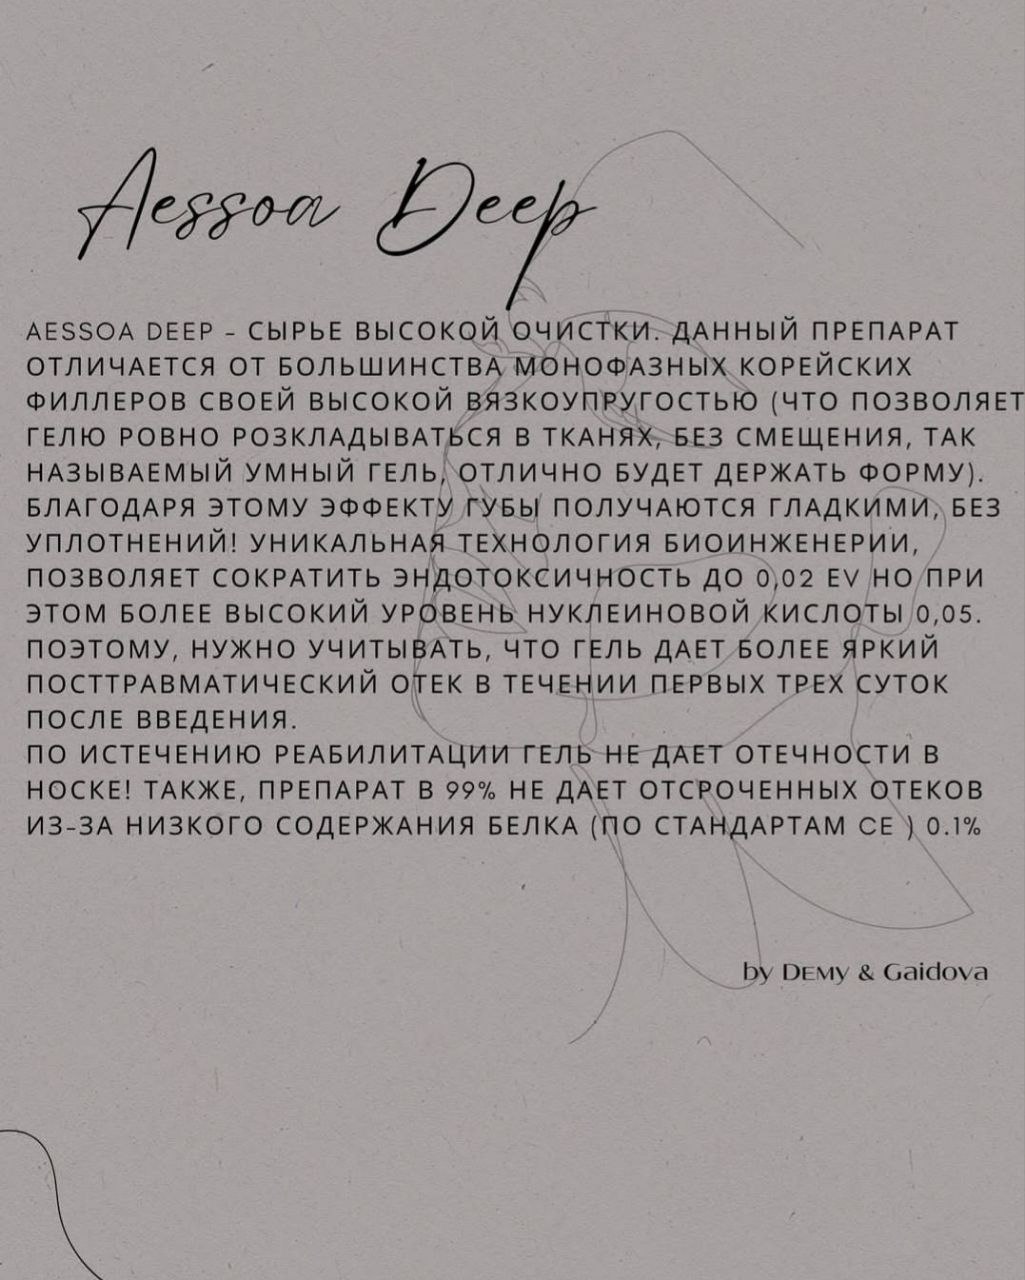 Aessoa Deep
AESSOA DEEP – СЫРЬЕ ВЫСОКОЙ ОЧИСТКИ. ДАННЫЙ ПРЕПАРАТ
ОТЛИЧАЕТСЯ ОТ БОЛЬШИНСТВА МОНОФАЗНЫХ КОРЕЙСКИХ
ФИЛЛЕРОВ СВОЕЙ ВЫСОКОЙ ВЯЗКОУПРУГОСТЬЮ (ЧТО ПОЗВОЛЯЕТ
ГЕЛЮ РОВНО РОЗКЛАДЫВАТЬСЯ В ТКАНЯХ, БЕЗ СМЕЩЕНИЯ, ТАК
НАЗЫВАЕМЫЙ УМНЫЙ ГЕЛЬ, ОТЛИЧНО БУДЕТ ДЕРЖАТЬ ФОРМУ).
БЛАГОДАРЯ ЭТОМУ ЭФФЕКТУ ГУБЫ ПОЛУЧАЮТСЯ ГЛАДКИМИ, БЕЗ
УПЛОТНЕНИЙ! УНИКАЛЬНАЯ ТЕХНОЛОГИЯ БИОИНЖЕНЕРИИ,
ПОЗВОЛЯЕТ СОКРАТИТЬ ЭНДОТОКСИЧНОСТЬ ДО 0,02 EV НО ПРИ
ЭТОМ БОЛЕЕ ВЫСОКИЙ УРОВЕНЬ НУКЛЕИНОВОЙ КИСЛОТЫ 0,05.
ПОЭТОМУ, НУЖНО УЧИТЫВАТЬ, ЧТО ГЕЛЬ ДАЕТ БОЛЕЕ ЯРКИЙ
ПОСТТРАВМАТИЧЕСКИЙ ОТЕК В ТЕЧЕНИИ ПЕРВЫХ ТРЕХ СУТОК
ПОСЛЕ ВВЕДЕНИЯ.
ПО ИСТЕЧЕНИЮ РЕАБИЛИТАЦИИ ГЕЛЬ НЕ ДАЕТ ОТЕЧНОСТИ В
НОСКЕ! ТАКЖЕ, ПРЕПАРАТ В 99% НЕ ДАЕТ ОТСРОЧЕННЫХ ОТЕКОВ
ИЗ-ЗА НИЗКОГО СОДЕРЖАНИЯ БЕЛКА (ПО СТАНДАРТАМ CE ) 0.1%
by DEMY & Gaidova